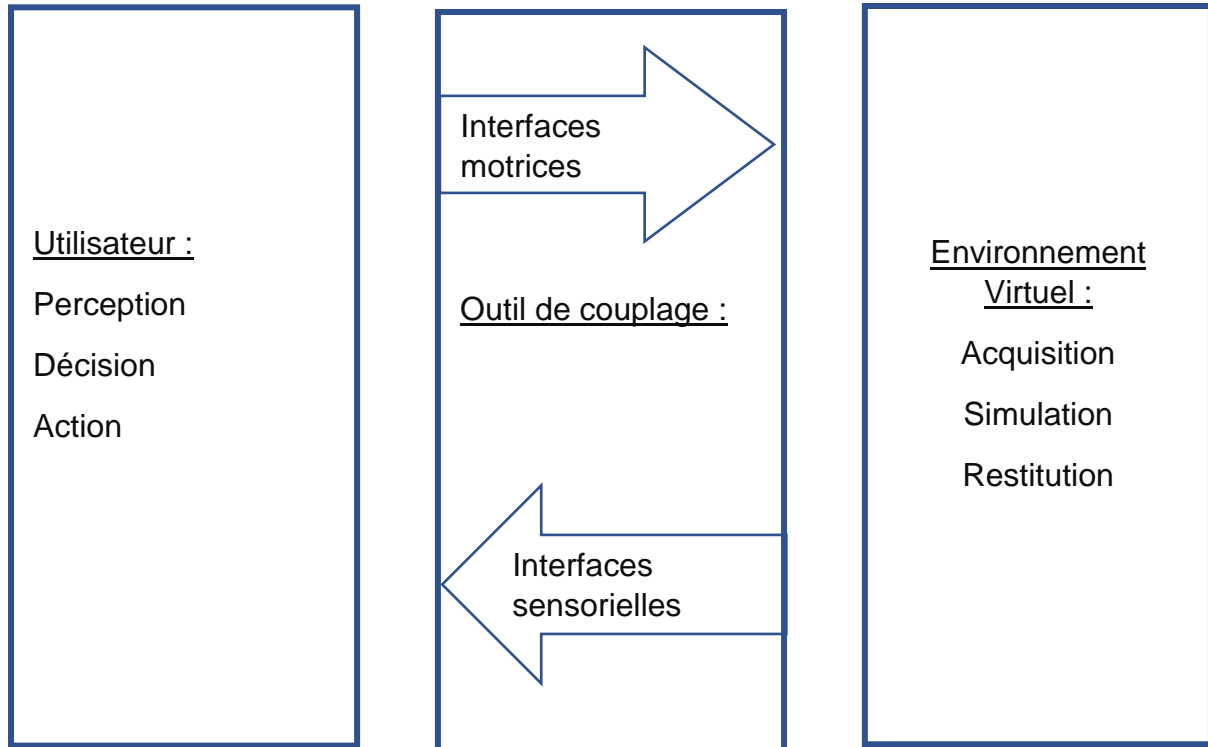 Utilisateur :
Perception
Décision
Action
Interfaces
motrices
Outil de couplage :
Interfaces
sensorielles
Environnement
Virtuel :
Acquisition
Simulation
Restitution